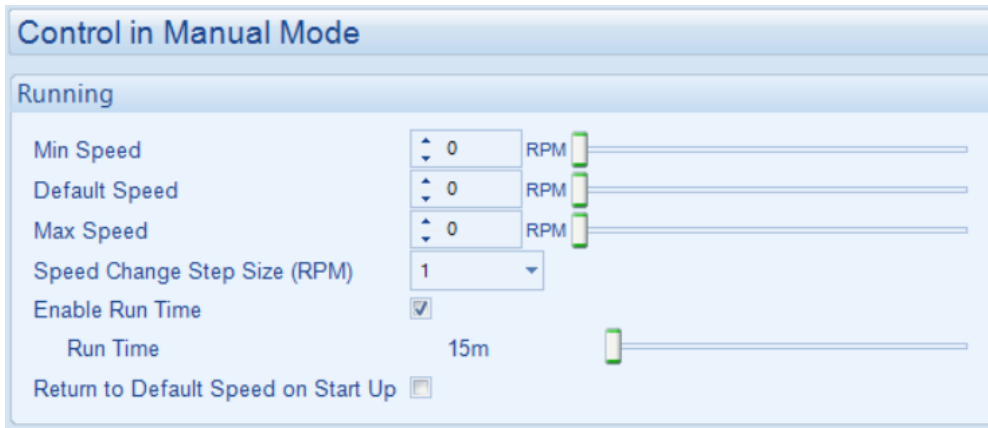 Control in Manual Mode
Running
Min Speed 0 RPM
Default Speed 0 RPM
Max Speed 0 RPM
Speed Change Step Size (RPM) 1
Enable Run Time
Run Time 15m
Return to Default Speed on Start Up